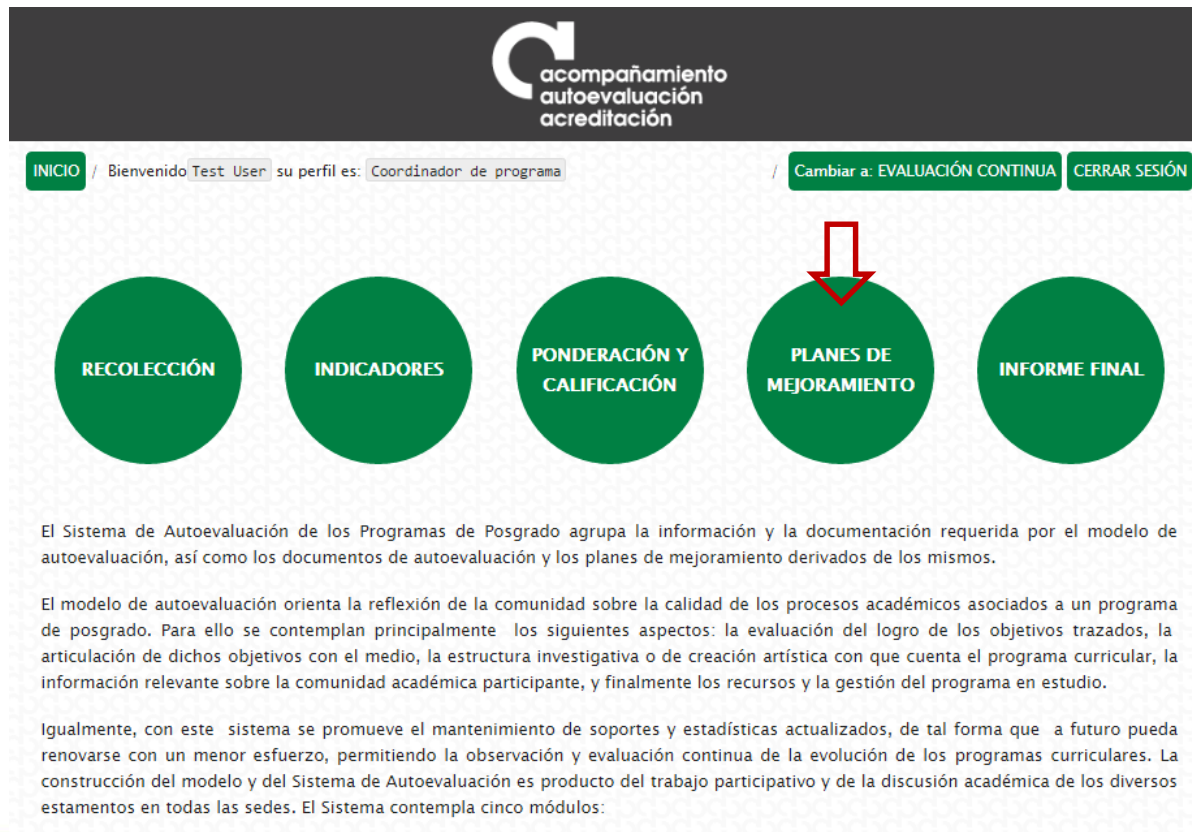 acompañamiento
autoevaluación
acreditación
INICIO / Bienvenido Test User su perfil es: Coordinador de programa / Cambiar a: EVALUACIÓN CONTINUA CERRAR SESIÓN
RECOLECCIÓN
INDICADORES
PONDERACIÓN Y
CALIFICACIÓN
PLANES DE
MEJORAMIENTO
INFORME FINAL
El Sistema de Autoevaluación de los Programas de Posgrado agrupa la información y la documentación requerida por el modelo de
autoevaluación, así como los documentos de autoevaluación y los planes de mejoramiento derivados de los mismos.
El modelo de autoevaluación orienta la reflexión de la comunidad sobre la calidad de los procesos académicos asociados a un programa
de posgrado. Para ello se contemplan principalmente los siguientes aspectos: la evaluación del logro de los objetivos trazados, la
articulación de dichos objetivos con el medio, la estructura investigativa o de creación artística con que cuenta el programa curricular, la
información relevante sobre la comunidad académica participante, y finalmente los recursos y la gestión del programa en estudio.
Igualmente, con este sistema se promueve el mantenimiento de soportes y estadísticas actualizados, de tal forma que a futuro pueda
renovarse con un menor esfuerzo, permitiendo la observación y evaluación continua de la evolución de los programas curriculares. La
construcción del modelo y del Sistema de Autoevaluación es producto del trabajo participativo y de la discusión académica de los diversos
estamentos en todas las sedes. El Sistema contempla cinco módulos: